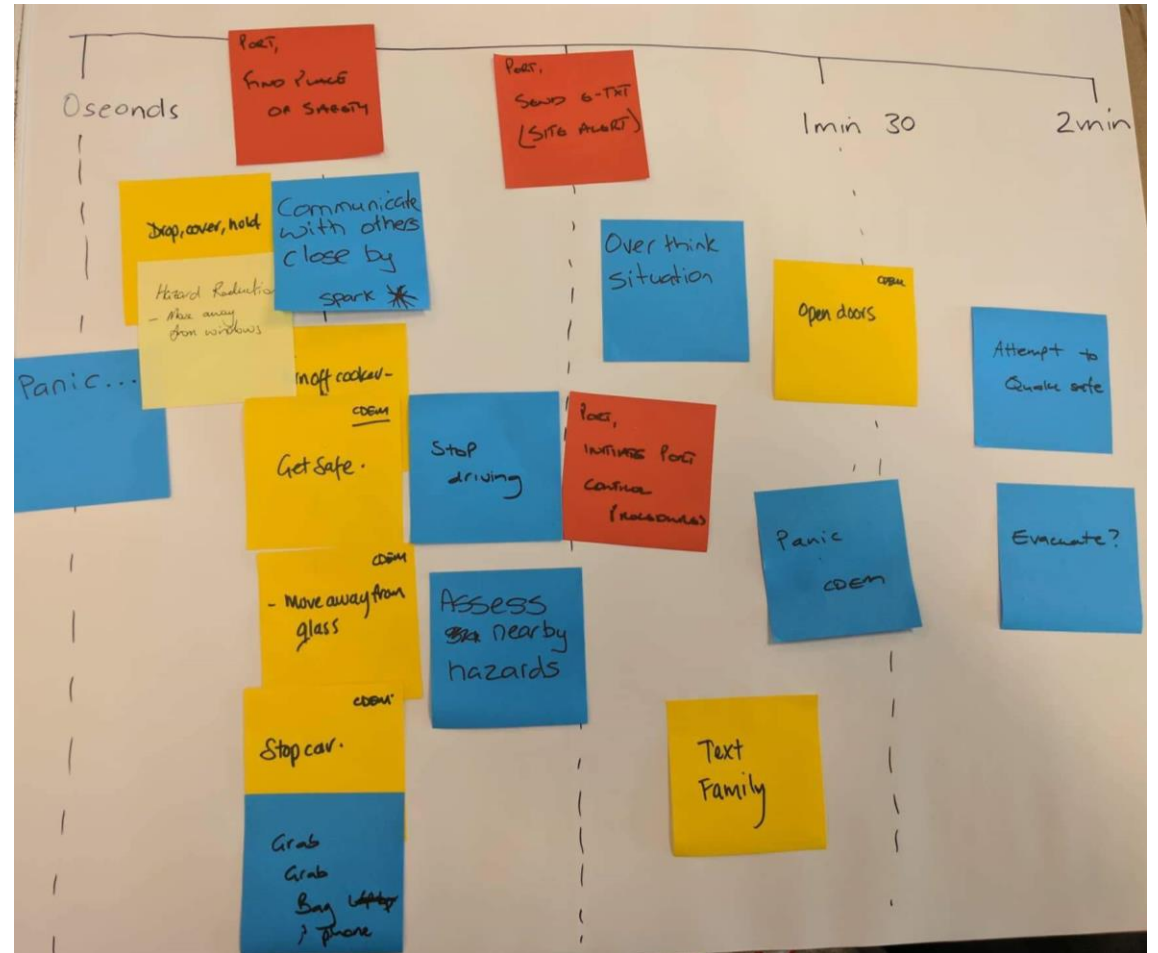 0seonds
1min 30
2min
PORT,
FIND PLACE
OF SAFETY
PORT,
SEND G-TXT
(SITE ALERT)
Drop, cover, hold
Communicate
with others
close by
spark
Hazard Reductio
- Move away
from windows
Over think
situation
CDEM
Open doors
Attempt to
Quake safe
Panic...
n off cooker-
CDEM
Get safe.
Stop
driving
PORT,
INITIATE PORT
CONTROL
PROCEDURES)
Panic
CDEM
Evacuate?
CDEM
- Move away from
glass
Assess
nearby
hazards
CDEM
Stop car.
Text
Family
Grab
Grab
Bag
phone